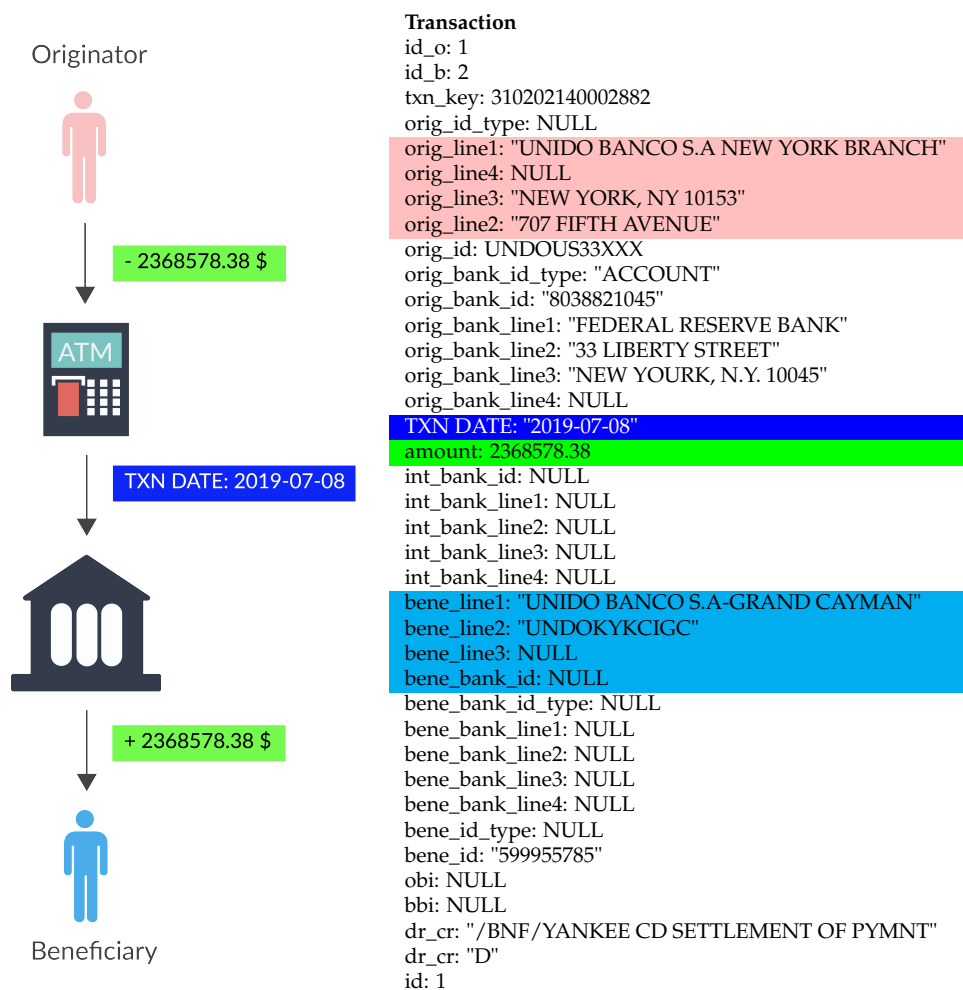 Originator
- 2368578.38 $
ATM
TXN DATE: 2019-07-08
+ 2368578.38 $
Beneficiary
Transaction
id_o: 1
id_b: 2
txn_key: 310202140002882
orig_id_type: NULL
orig_line1: "UNIDO BANCO S.A NEW YORK BRANCH"
orig_line4: NULL
orig_line3: "NEW YORK, NY 10153"
orig_line2: "707 FIFTH AVENUE"
orig_id: UNDOUS33XXX
orig_bank_id_type: "ACCOUNT"
orig_bank_id: "8038821045"
orig_bank_line1: "FEDERAL RESERVE BANK"
orig_bank_line2: "33 LIBERTY STREET"
orig_bank_line3: "NEW YOURK, N.Y. 10045"
orig_bank_line4: NULL
TXN DATE: "2019-07-08"
amount: 2368578.38
int_bank_id: NULL
int_bank_line1: NULL
int_bank_line2: NULL
int_bank_line3: NULL
int_bank_line4: NULL
bene_line1: "UNIDO BANCO S.A-GRAND CAYMAN"
bene_line2: "UNDOKYKCIGC"
bene_line3: NULL
bene_bank_id: NULL
bene_bank_id_type: NULL
bene_bank_line1: NULL
bene_bank_line2: NULL
bene_bank_line3: NULL
bene_bank_line4: NULL
bene_id_type: NULL
bene_id: "599955785"
obi: NULL
bbi: NULL
dr_cr: "/BNF/YANKEE CD SETTLEMENT OF PYMNT"
dr_cr: "D"
id: 1